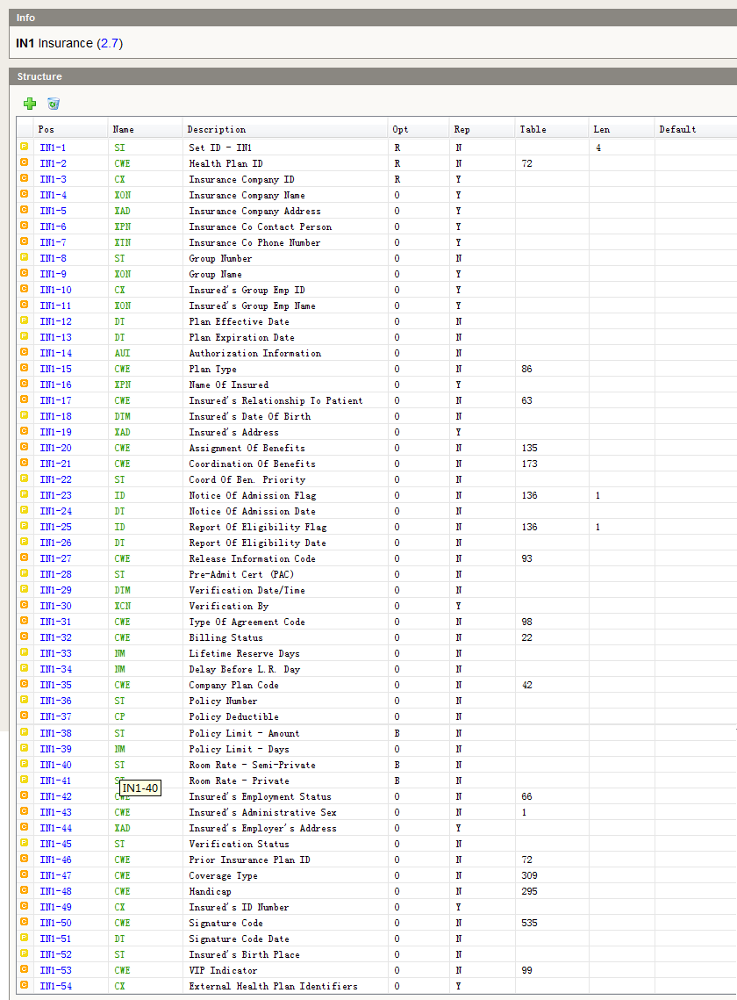 Info
IN1 Insurance (2.7)
Structure
Pos Name Description Opt Rep Table Len Default
IN1-1 SI Set ID - IN1 R N 4
IN1-2 CWE Health Plan ID R N 72
IN1-3 CX Insurance Company ID R Y
IN1-4 XON Insurance Company Name O Y
IN1-5 XAD Insurance Company Address O Y
IN1-6 XPN Insurance Co Contact Person O Y
IN1-7 XTN Insurance Co Phone Number O Y
IN1-8 ST Group Number O N
IN1-9 XON Group Name O Y
IN1-10 CX Insured's Group Emp ID O Y
IN1-11 XON Insured's Group Emp Name O Y
IN1-12 DT Plan Effective Date O N
IN1-13 DT Plan Expiration Date O N
IN1-14 AUI Authorization Information O N
IN1-15 CWE Plan Type O N 86
IN1-16 XPN Name Of Insured O Y
IN1-17 CWE Insured's Relationship To Patient O N 63
IN1-18 DTM Insured's Date Of Birth O N
IN1-19 XAD Insured's Address O Y
IN1-20 CWE Assignment Of Benefits O N 135
IN1-21 CWE Coordination Of Benefits O N 173
IN1-22 ST Coord Of Ben. Priority O N
IN1-23 ID Notice Of Admission Flag O N 136 1
IN1-24 DT Notice Of Admission Date O N
IN1-25 ID Report Of Eligibility Flag O N 136 1
IN1-26 DT Report Of Eligibility Date O N
IN1-27 CWE Release Information Code O N 93
IN1-28 ST Pre-Admit Cert (PAC) O N
IN1-29 DTM Verification Date/Time O N
IN1-30 XCN Verification By O Y
IN1-31 CWE Type Of Agreement Code O N 98
IN1-32 CWE Billing Status O N 22
IN1-33 NM Lifetime Reserve Days O N
IN1-34 NM Delay Before L.R. Day O N
IN1-35 CWE Company Plan Code O N 42
IN1-36 ST Policy Number O N
IN1-37 CP Policy Deductible O N
IN1-38 ST Policy Limit - Amount B N
IN1-39 NM Policy Limit - Days O N
IN1-40 ST Room Rate - Semi-Private B N
IN1-41 ST Room Rate - Private B N
IN1-40
IN1-42 CWE Insured's Employment Status O N 66
IN1-43 CWE Insured's Administrative Sex O N 1
IN1-44 XAD Insured's Employer's Address O Y
IN1-45 ST Verification Status O N
IN1-46 CWE Prior Insurance Plan ID O N 72
IN1-47 CWE Coverage Type O N 309
IN1-48 CWE Handicap O N 295
IN1-49 CX Insured's ID Number O Y
IN1-50 CWE Signature Code O N 535
IN1-51 DT Signature Code Date O N
IN1-52 ST Insured's Birth Place O N
IN1-53 CWE VIP Indicator O N 99
IN1-54 CX External Health Plan Identifiers O Y